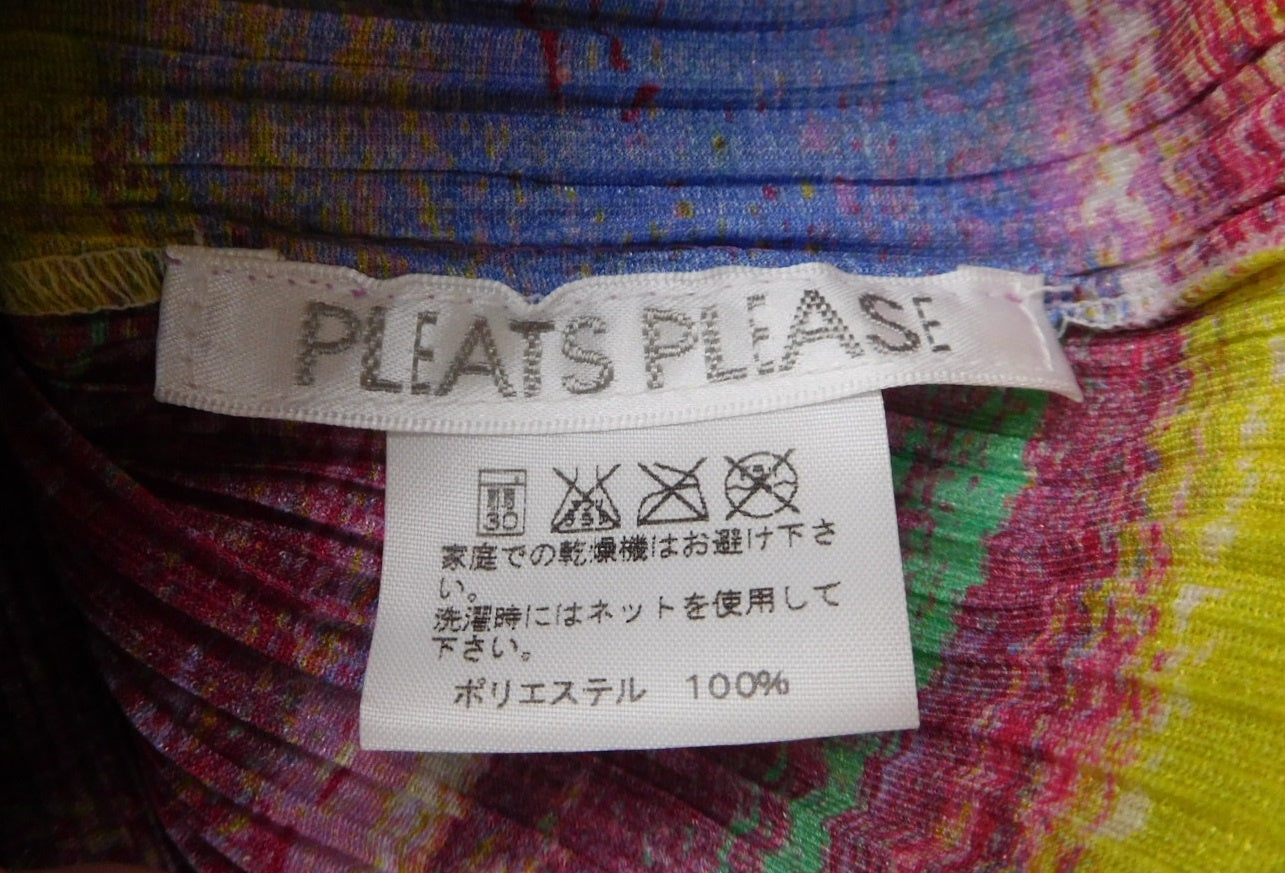 PLEATS PLEASE
30
家庭での乾燥機はお避け下さ
い。
洗濯時にはネットを使用して
下さい。
ポリエステル 100%